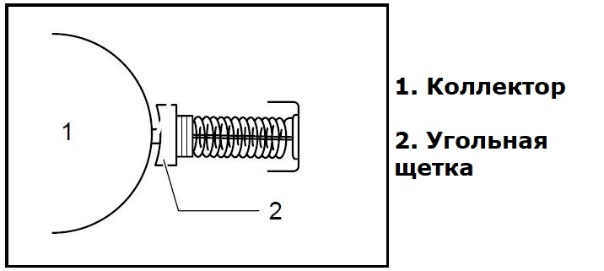 1
2
1. Коллектор
2. Угольная
щетка